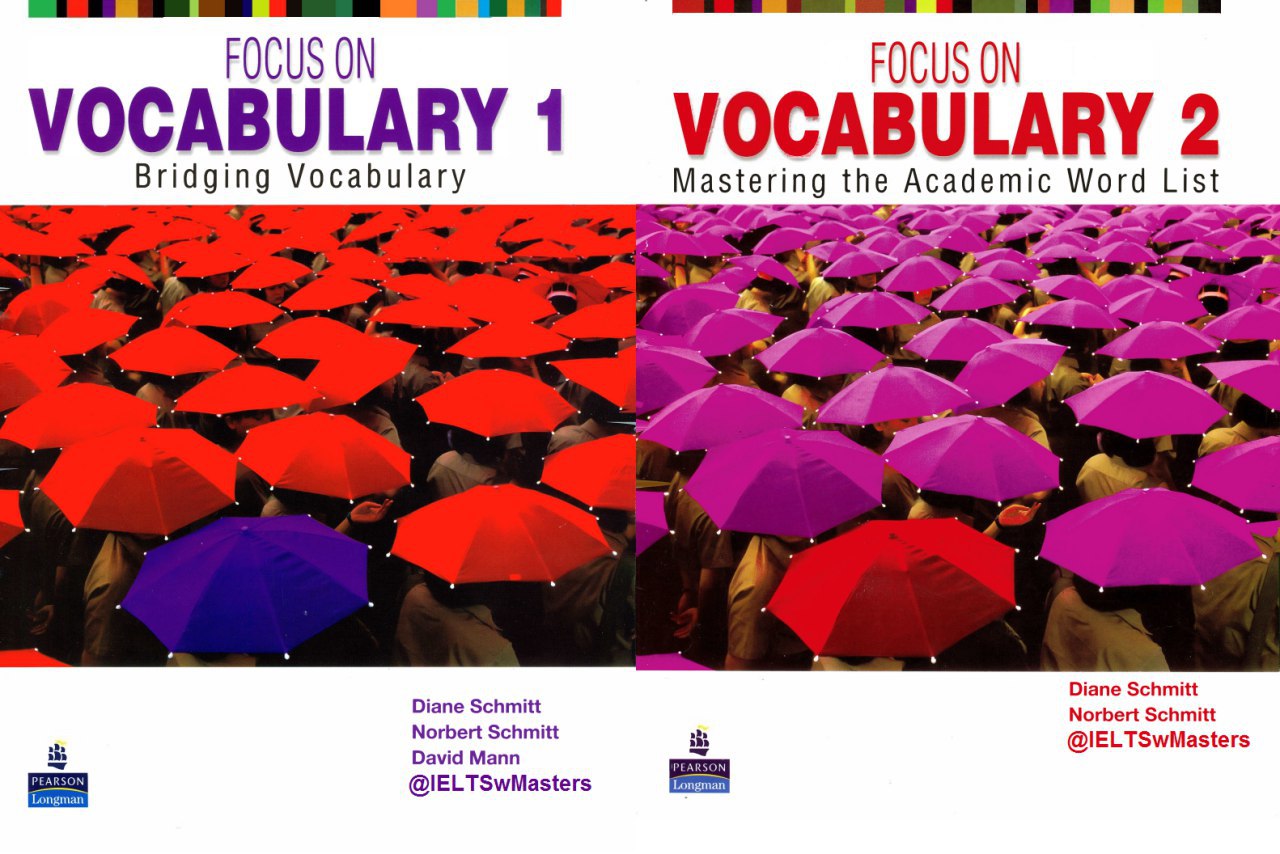 FOCUS ON
VOCABULARY 1
Bridging Vocabulary
Diane Schmitt
Norbert Schmitt
David Mann
@IELTSwMasters
PEARSON
Longman
FOCUS ON
VOCABULARY 2
Mastering the Academic Word List
Diane Schmitt
Norbert Schmitt
@IELTSwMasters
PEARSON
Longman